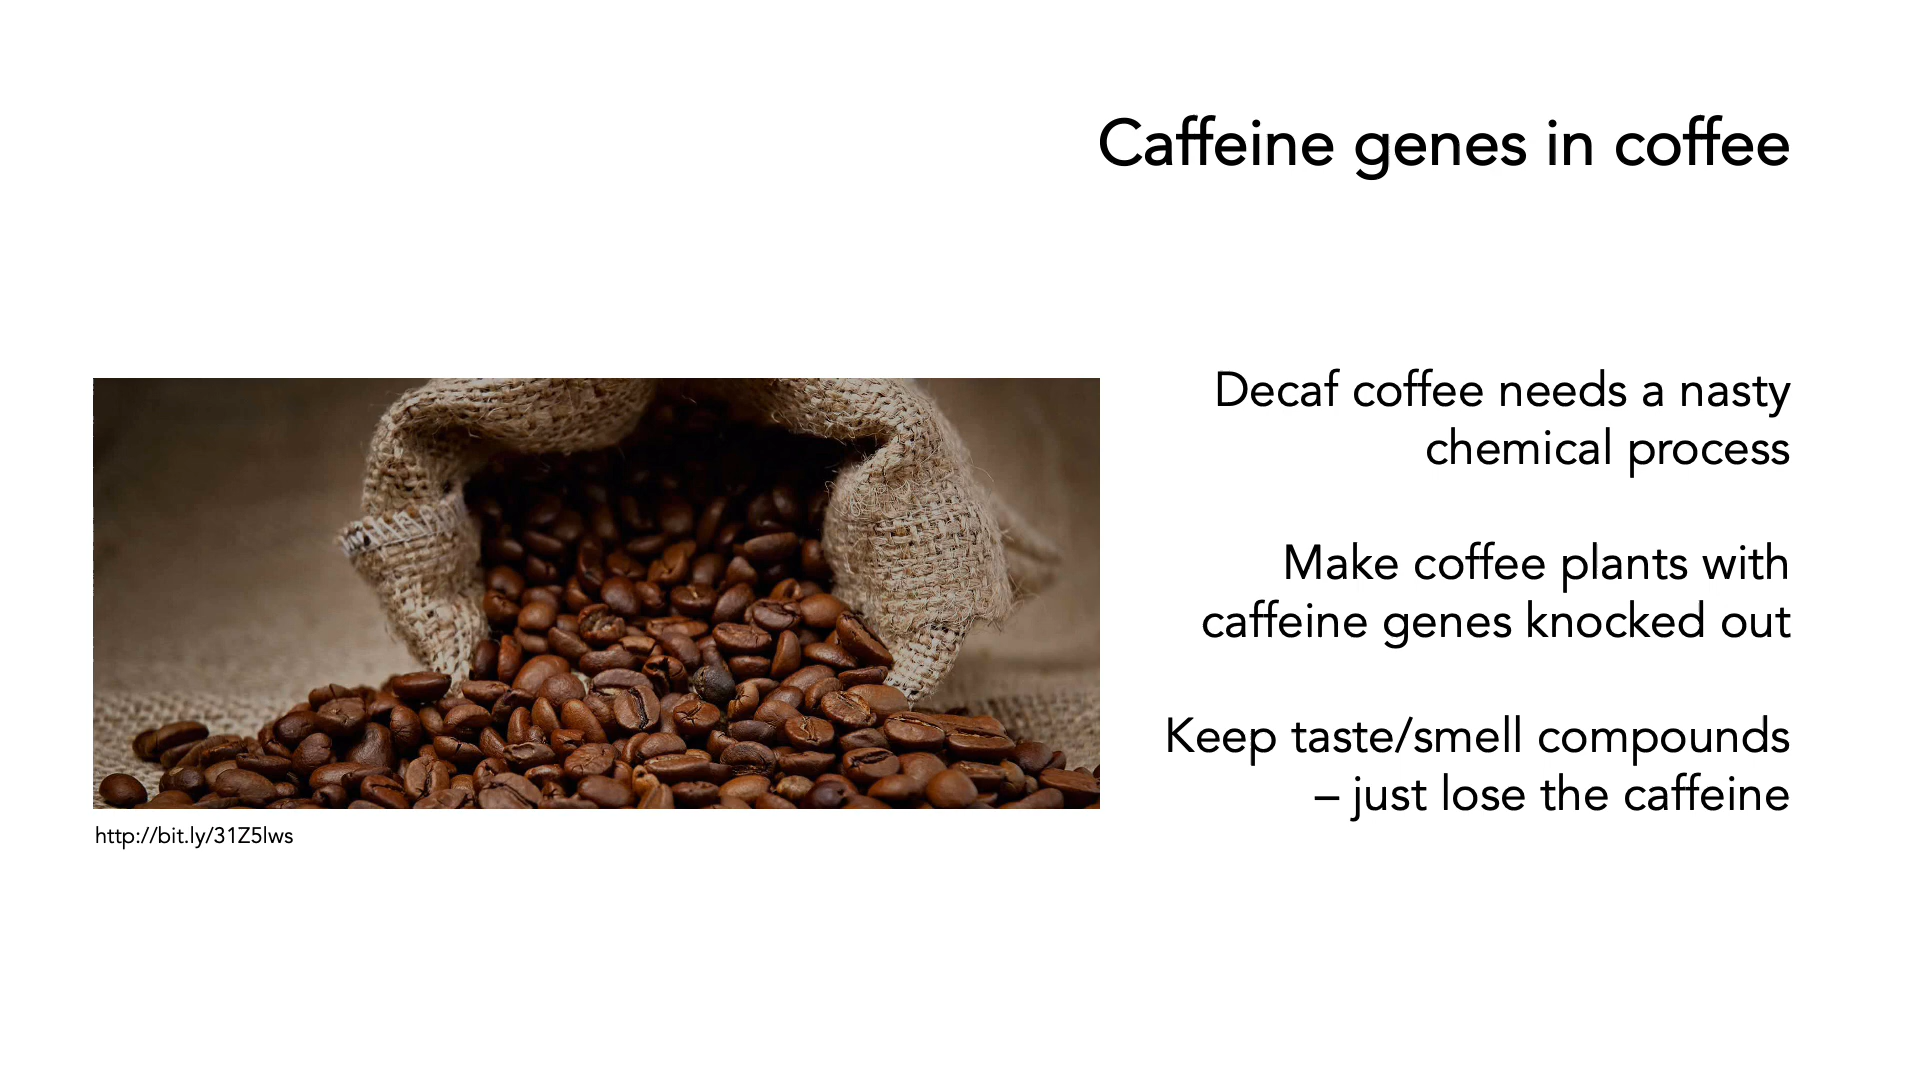 Caffeine genes in coffee
Decaf coffee needs a nasty
chemical process
Make coffee plants with
caffeine genes knocked out
Keep taste/smell compounds
– just lose the caffeine
http://bit.ly/31Z5lws